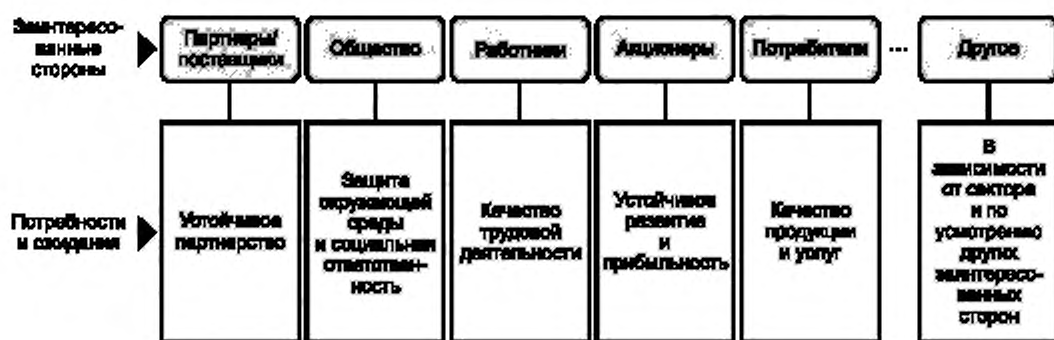 Заинтересо-
ванные
стороны
Партнеры/
поставщики
Общество
Работники
Акционеры
Потребители
...
Другое
Потребности
и ожидания
Устойчивое
партнерство
Защита
окружающей
среды
и социальная
ответствен-
ность
Качество
трудовой
деятельности
Устойчивое
развитие
и
прибыльность
Качество
продукции
и услуг
В
зависимости
от сектора
и по
усмотрению
других
заинтересо-
ванных
сторон